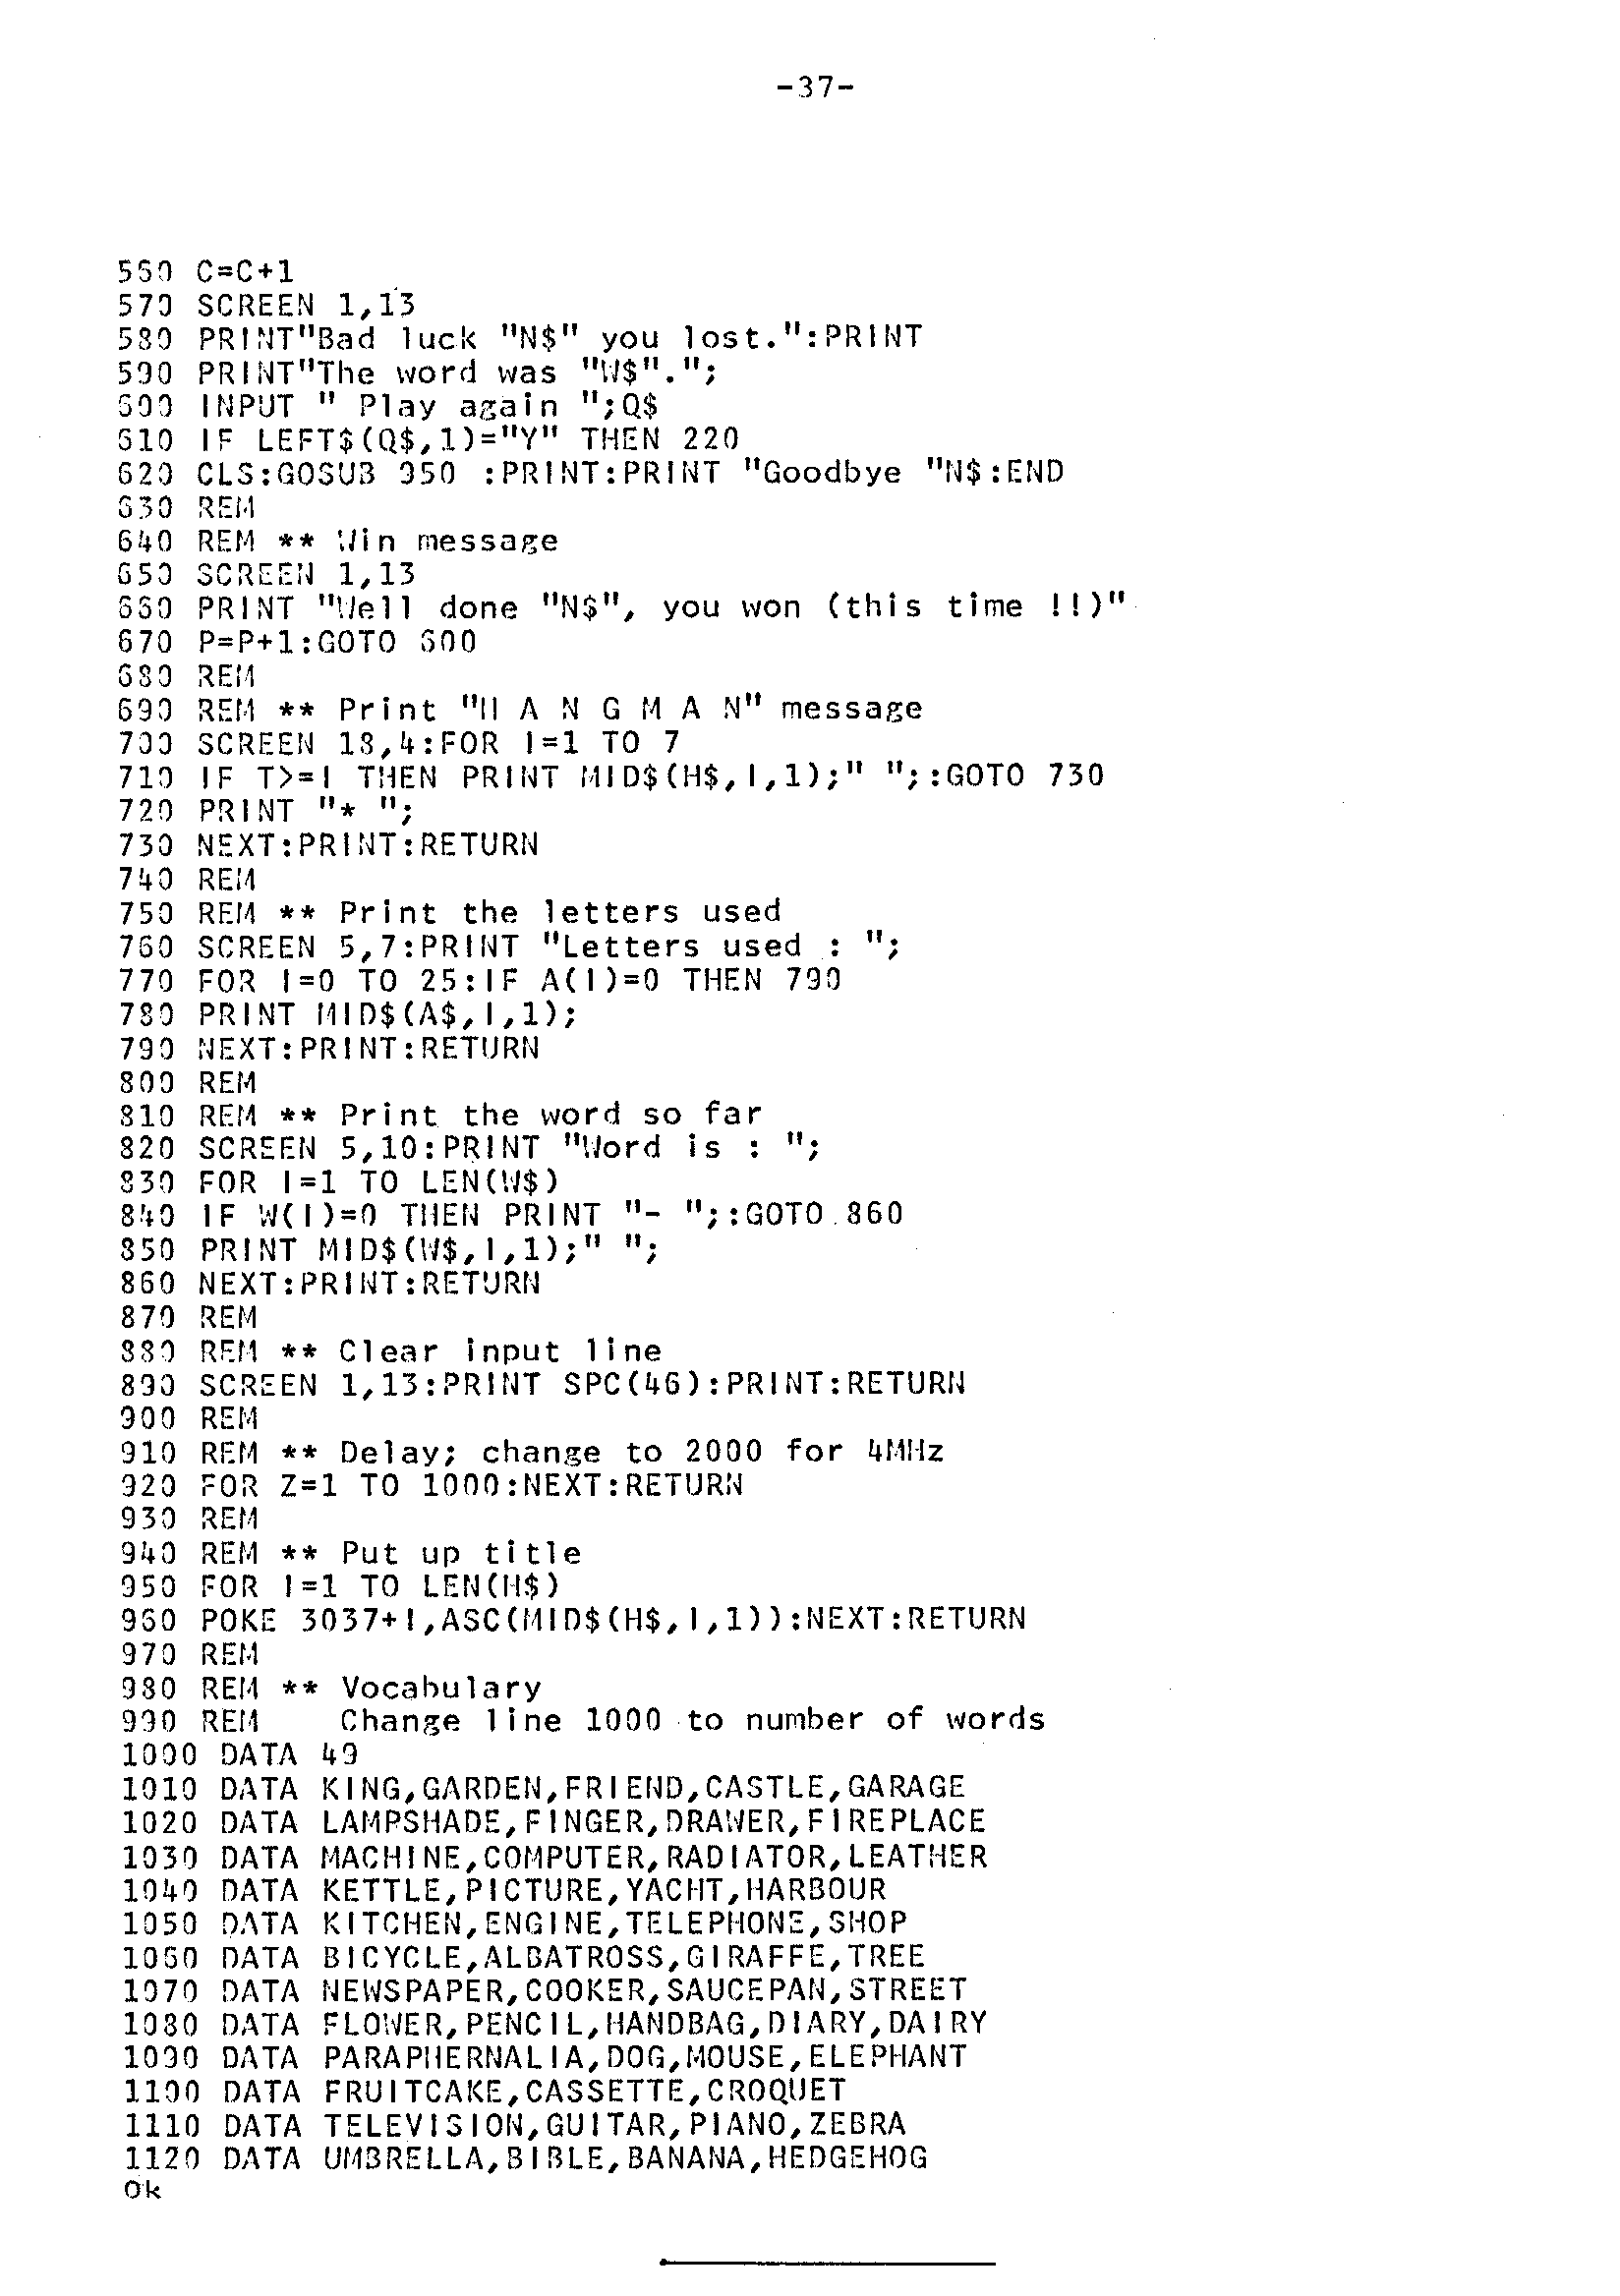 -37-
560 C=C+1
570 SCREEN 1,13
580 PRINT"Bad luck "N$" you lost.":PRINT
590 PRINT"The word was "W$".";
600 INPUT " Play again ";Q$
610 IF LEFT$(Q$,1)="Y" THEN 220
620 CLS:GOSUB 950 :PRINT:PRINT "Goodbye "N$:END
630 REM
640 REM ** Win message
650 SCREEN 1,13
660 PRINT "Well done "N$", you won (this time !!)"
670 P=P+1:GOTO 600
680 REM
690 REM ** Print "H A N G M A N" message
700 SCREEN 18,4:FOR I=1 TO 7
710 IF T>=I THEN PRINT MID$(H$,I,1);" ";:GOTO 730
720 PRINT "* ";
730 NEXT:PRINT:RETURN
740 REM
750 REM ** Print the letters used
760 SCREEN 5,7:PRINT "Letters used : ";
770 FOR I=0 TO 25:IF A(I)=0 THEN 790
780 PRINT MID$(A$,I,1);
790 NEXT:PRINT:RETURN
800 REM
810 REM ** Print the word so far
820 SCREEN 5,10:PRINT "Word is : ";
830 FOR I=1 TO LEN(W$)
840 IF W(I)=0 THEN PRINT "- ";:GOTO 860
850 PRINT MID$(W$,I,1);" ";
860 NEXT:PRINT:RETURN
870 REM
880 REM ** Clear input line
890 SCREEN 1,13:PRINT SPC(46):PRINT:RETURN
900 REM
910 REM ** Delay; change to 2000 for 4MHz
920 FOR Z=1 TO 1000:NEXT:RETURN
930 REM
940 REM ** Put up title
950 FOR I=1 TO LEN(H$)
960 POKE 3037+I,ASC(MID$(H$,I,1)):NEXT:RETURN
970 REM
980 REM ** Vocabulary
990 REM    Change line 1000 to number of words
1000 DATA 49
1010 DATA KING,GARDEN,FRIEND,CASTLE,GARAGE
1020 DATA LAMPSHADE,FINGER,DRAWER,FIREPLACE
1030 DATA MACHINE,COMPUTER,RADIATOR,LEATHER
1040 DATA KETTLE,PICTURE,YACHT,HARBOUR
1050 DATA KITCHEN,ENGINE,TELEPHONE,SHOP
1060 DATA BICYCLE,ALBATROSS,GIRAFFE,TREE
1070 DATA NEWSPAPER,COOKER,SAUCEPAN,STREET
1080 DATA FLOWER,PENCIL,HANDBAG,DIARY,DAIRY
1090 DATA PARAPHERNALIA,DOG,MOUSE,ELEPHANT
1100 DATA FRUITCAKE,CASSETTE,CROQUET
1110 DATA TELEVISION,GUITAR,PIANO,ZEBRA
1120 DATA UMBRELLA,BIBLE,BANANA,HEDGEHOG
Ok